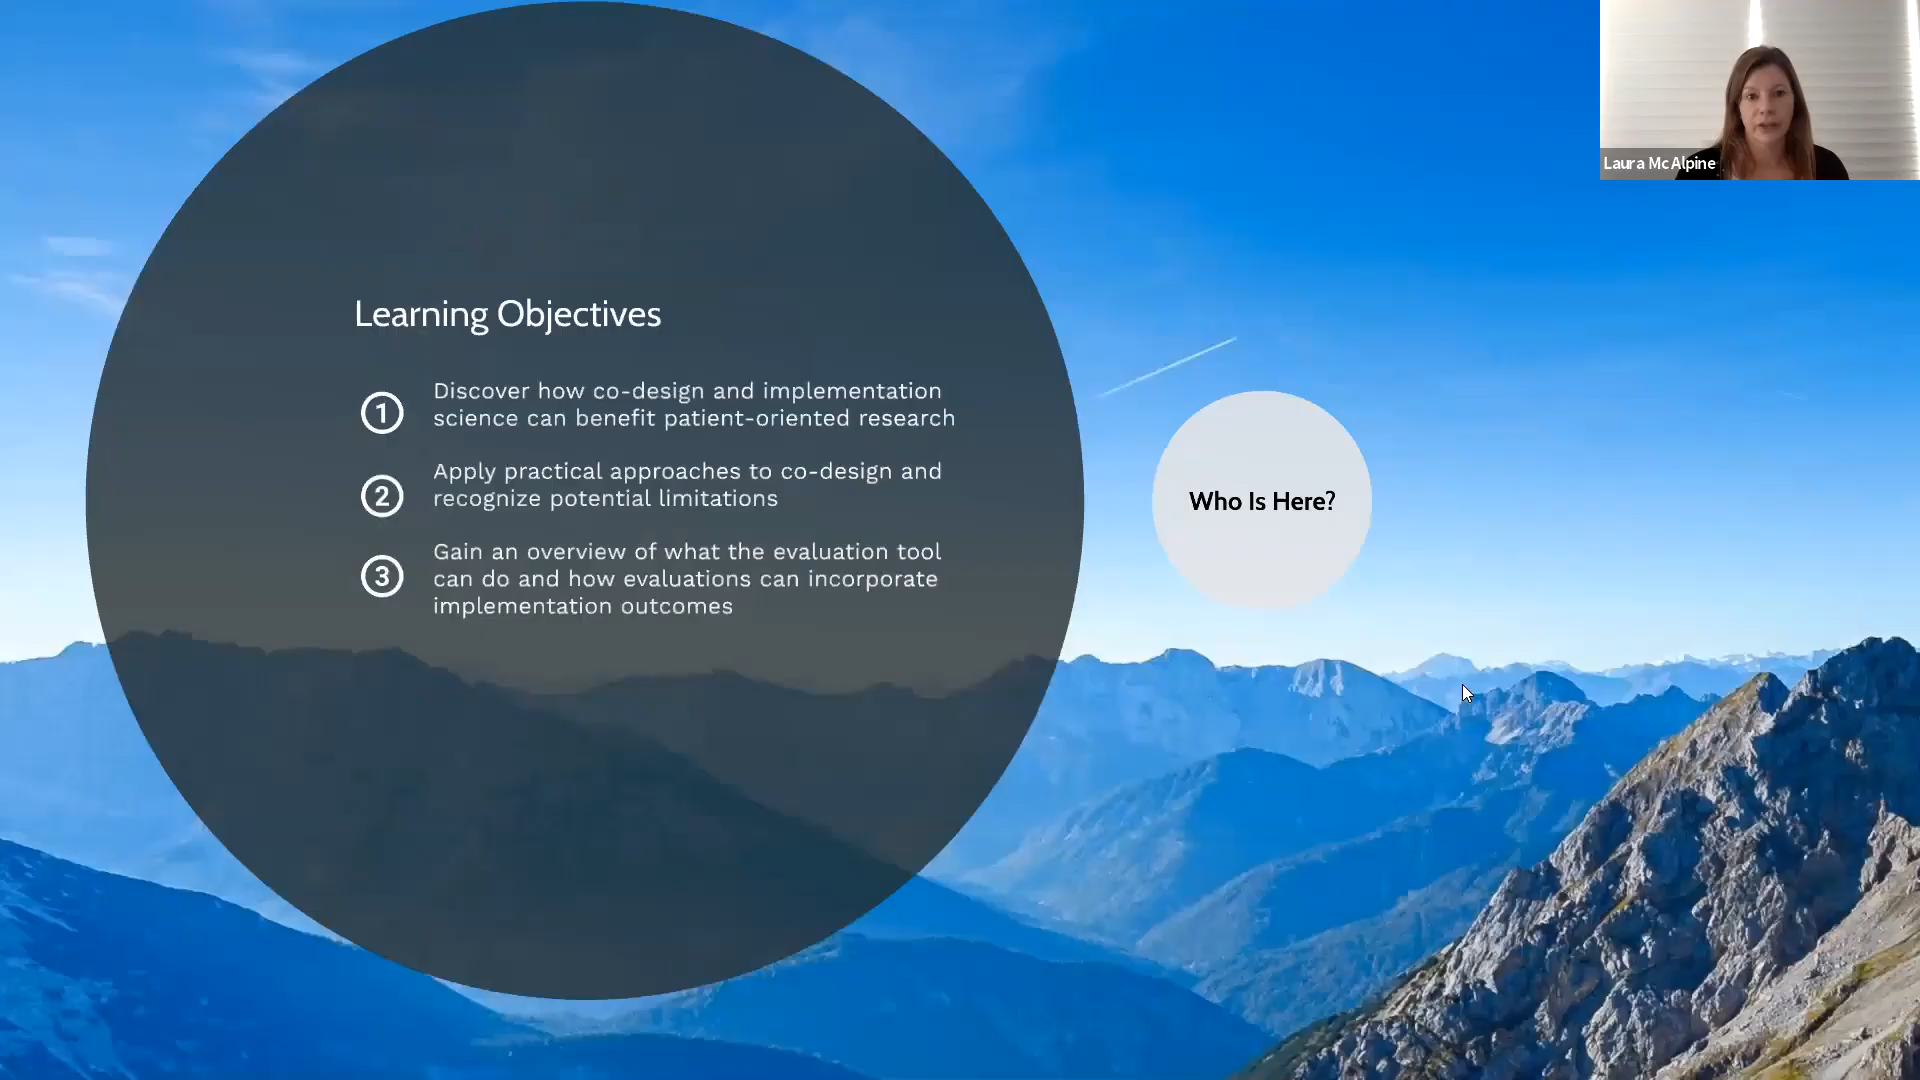 Laura McAlpine
Learning Objectives
1
Discover how co-design and implementation
science can benefit patient-oriented research
2
Apply practical approaches to co-design and
recognize potential limitations
3
Gain an overview of what the evaluation tool
can do and how evaluations can incorporate
implementation outcomes
Who Is Here?